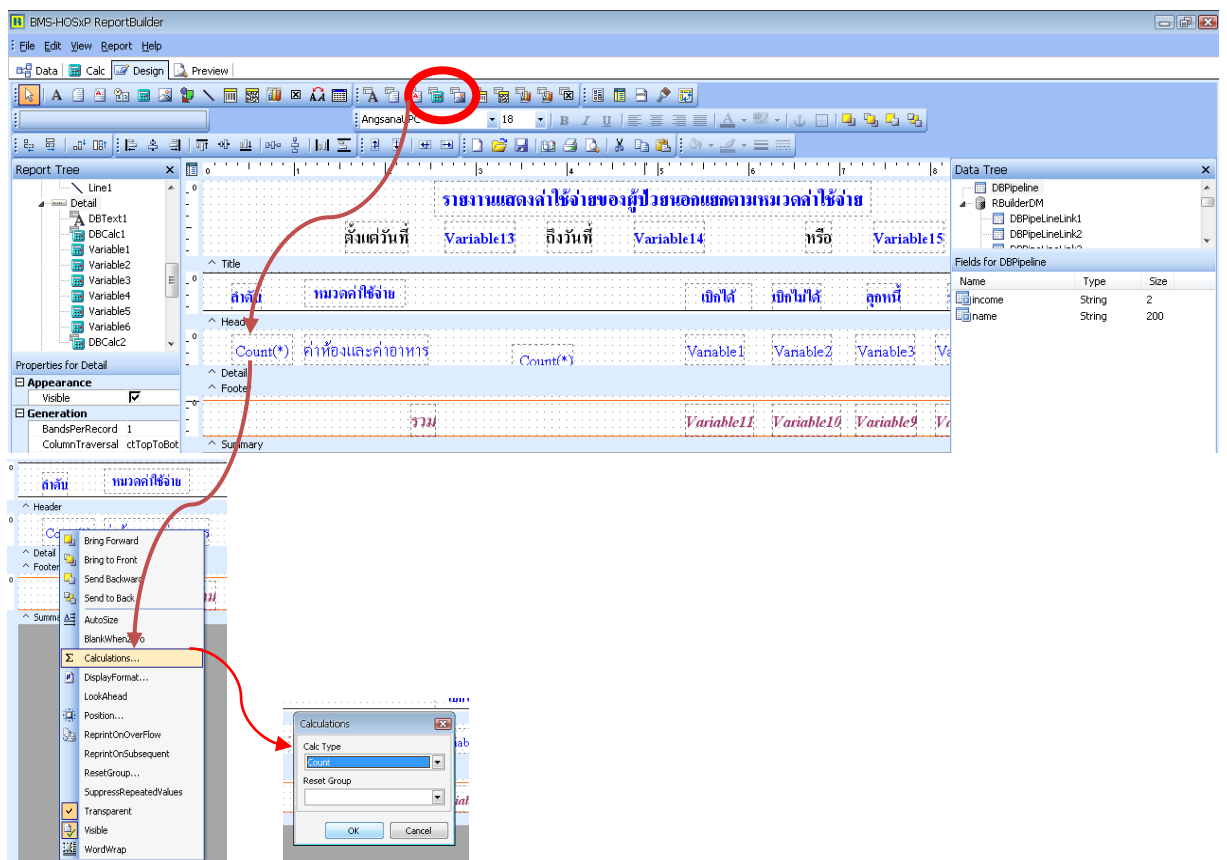 BMS-HOSxP ReportBuilder
File Edit View Report Help
Data Calc Design Preview
18
Report Tree
Line1
Detail
DBText1
DBCalc1
Variable1
Variable2
Variable3
Variable4
Variable5
Variable6
DBCalc2
Properties for Detail
Appearance
Visible
Generation
BandsPerRecord 1
ColumnTraversal ctTopToBot
รายงานแสดงค่าใช้จ่ายของผู้ป่วยนอกแยกตามหมวดค่าใช้จ่าย
ตั้งแต่วันที่ Variable13 ถึงวันที่ Variable14 หรือ Variable15
^ Title
ลำดับ หมวดค่าใช้จ่าย เบิกได้ เบิกไม่ได้ ลูกหนี้
^ Header
Count(*) ค่าห้องและค่าอาหาร Count(*) Variable1 Variable2 Variable3 Va
^ Detail
^ Footer
รวม Variable11 Variable10 Variable9
^ Summary
Data Tree
DBPipeline
RBuilderDM
DBPipeLineLink1
DBPipeLineLink2
Fields for DBPipeline
Name Type Size
income String 2
name String 200
ลำดับ หมวดค่าใช้จ่าย
^ Header
^ Detail
^ Footer
^ Summa
Bring Forward
Bring to Front
Send Backward
Send to Back
AutoSize
BlankWhenZero
Calculations...
DisplayFormat...
LookAhead
Position...
ReprintOnOverFlow
ReprintOnSubsequent
ResetGroup...
SuppressRepeatedValues
Transparent
Visible
WordWrap
Calculations
Calc Type
Count
Reset Group
OK Cancel